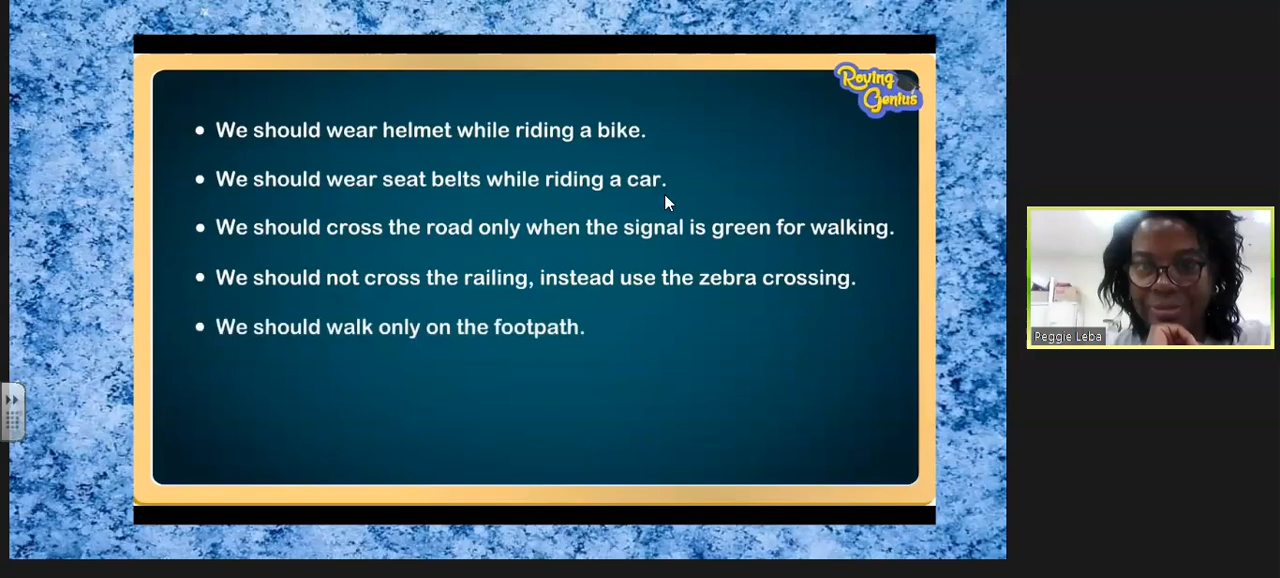 Roving
Genius
• We should wear helmet while riding a bike.
• We should wear seat belts while riding a car.
• We should cross the road only when the signal is green for walking.
• We should not cross the railing, instead use the zebra crossing.
• We should walk only on the footpath.
Peggie Leba